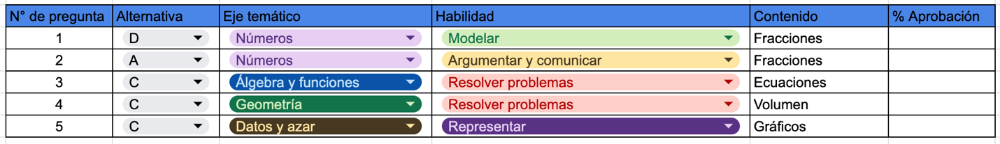 N° de pregunta Alternativa Eje temático Habilidad Contenido % Aprobación
1 D Números Modelar Fracciones
2 A Números Argumentar y comunicar Fracciones
3 C Álgebra y funciones Resolver problemas Ecuaciones
4 C Geometría Resolver problemas Volumen
5 C Datos y azar Representar Gráficos